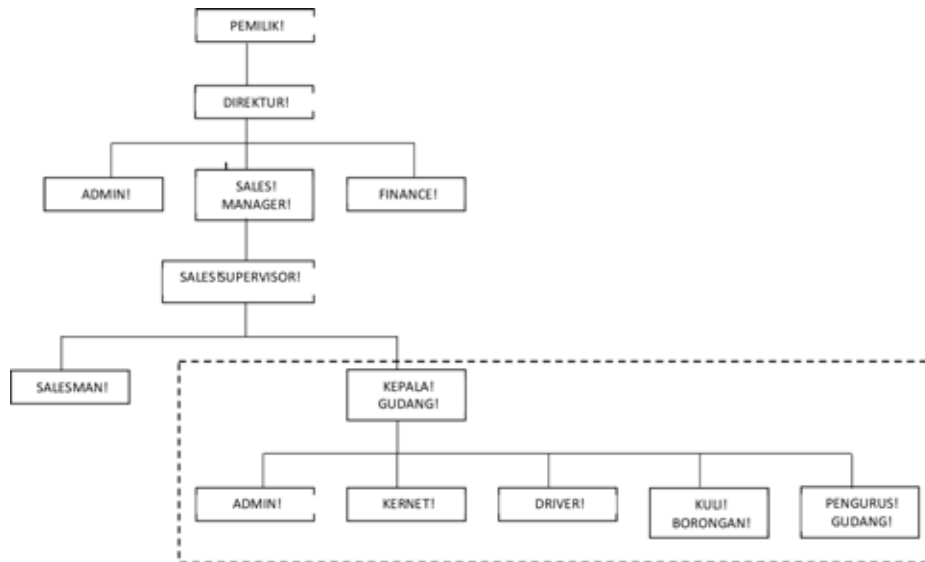 PEMILIK!
DIREKTUR!
ADMIN!
SALES!
MANAGER!
FINANCE!
SALES!SUPERVISOR!
SALESMAN!
KEPALA!
GUDANG!
ADMIN!
KERNET!
DRIVER!
KULI!
BORONGAN!
PENGURUS!
GUDANG!